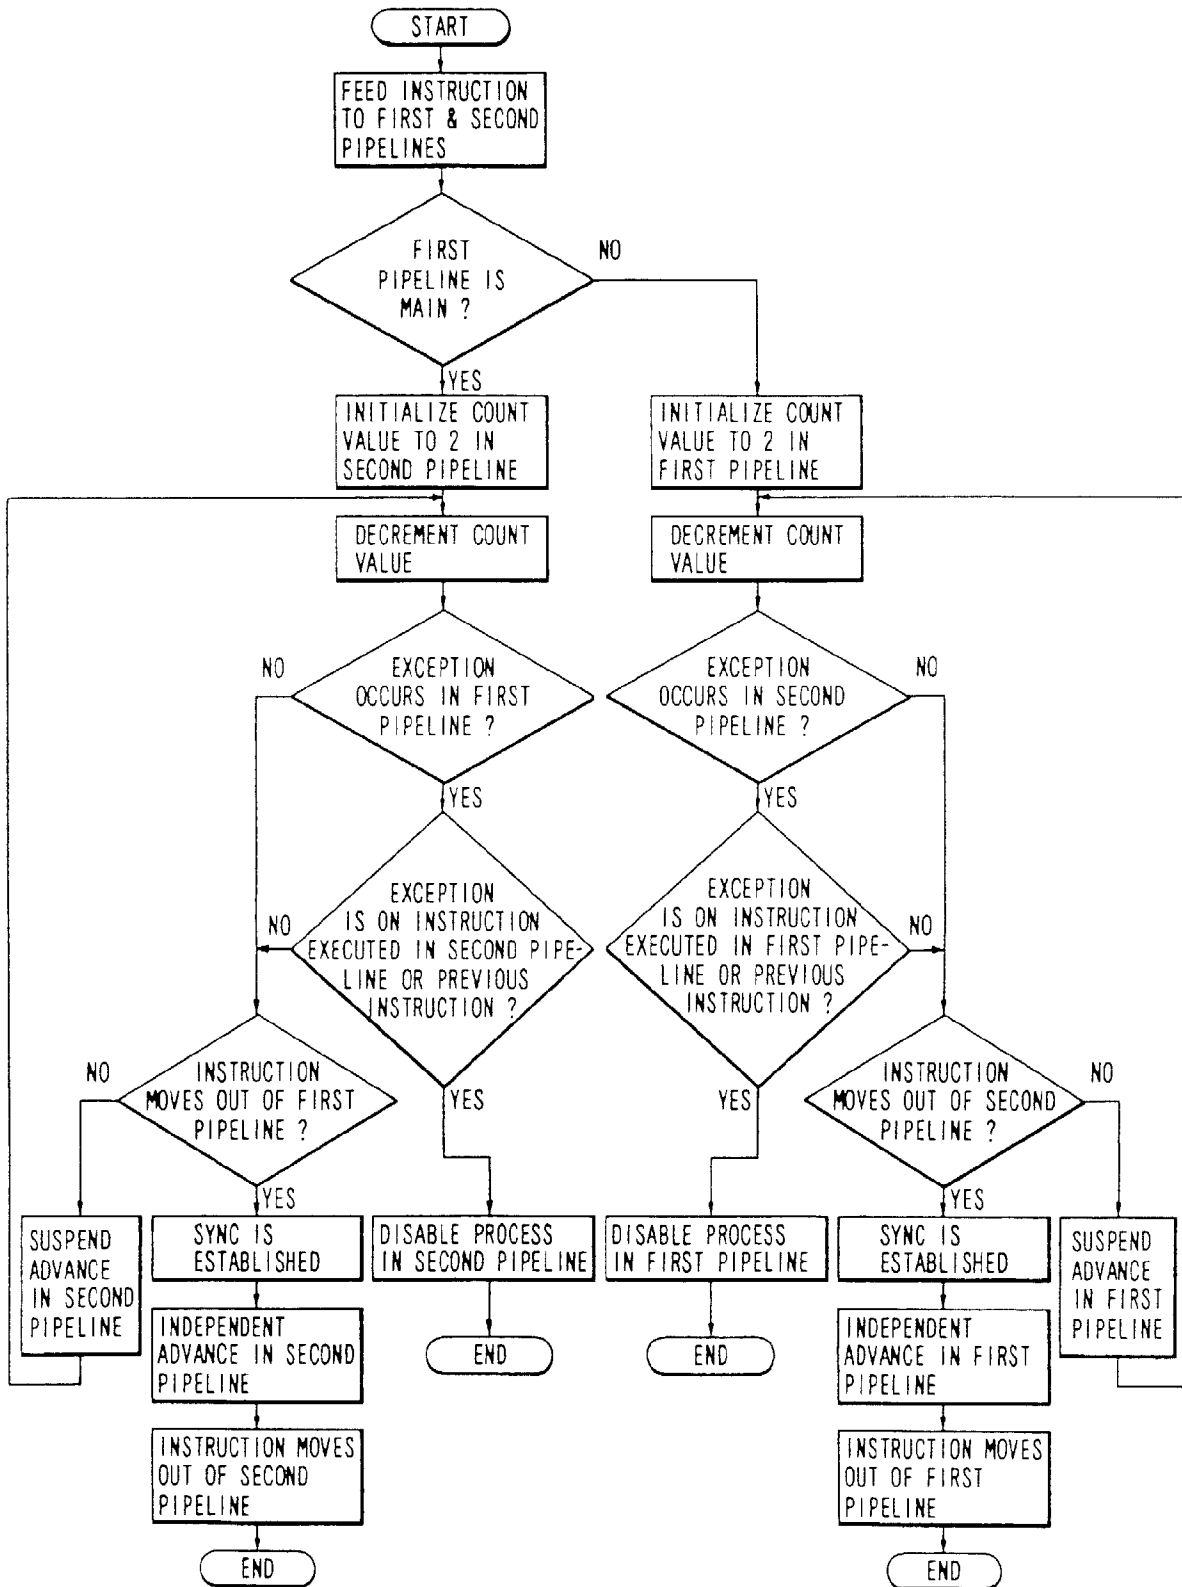 START
FEED INSTRUCTION
TO FIRST & SECOND
PIPELINES
FIRST
PIPELINE IS
MAIN ?
NO
YES
INITIALIZE COUNT
VALUE TO 2 IN
SECOND PIPELINE
INITIALIZE COUNT
VALUE TO 2 IN
FIRST PIPELINE
DECREMENT COUNT
VALUE
DECREMENT COUNT
VALUE
NO
EXCEPTION
OCCURS IN FIRST
PIPELINE ?
EXCEPTION
OCCURS IN SECOND
PIPELINE ?
NO
YES
YES
NO
EXCEPTION
IS ON INSTRUCTION
EXECUTED IN SECOND PIPE-
LINE OR PREVIOUS
INSTRUCTION ?
EXCEPTION
IS ON INSTRUCTION
EXECUTED IN FIRST PIPE-
LINE OR PREVIOUS
INSTRUCTION ?
NO
NO
INSTRUCTION
MOVES OUT OF FIRST
PIPELINE ?
YES
YES
INSTRUCTION
MOVES OUT OF SECOND
PIPELINE ?
NO
YES
YES
SUSPEND
ADVANCE
IN SECOND
PIPELINE
SYNC IS
ESTABLISHED
DISABLE PROCESS
IN SECOND PIPELINE
DISABLE PROCESS
IN FIRST PIPELINE
SYNC IS
ESTABLISHED
SUSPEND
ADVANCE
IN FIRST
PIPELINE
INDEPENDENT
ADVANCE IN SECOND
PIPELINE
END
END
INDEPENDENT
ADVANCE IN FIRST
PIPELINE
INSTRUCTION MOVES
OUT OF SECOND
PIPELINE
INSTRUCTION MOVES
OUT OF FIRST
PIPELINE
END
END